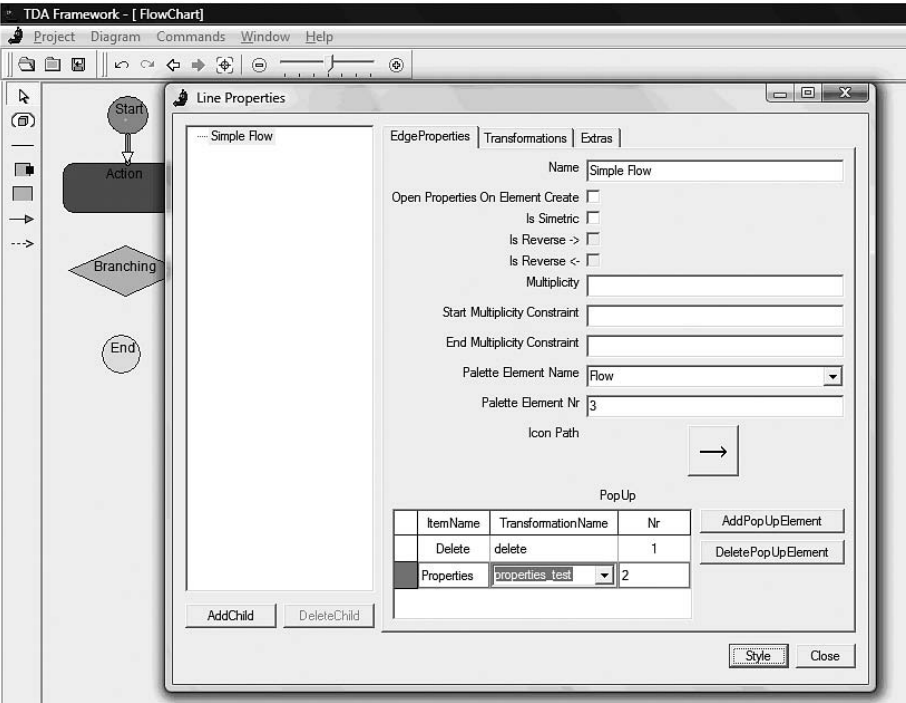 TDA Framework - [ FlowChart]
Project Diagram Commands Window Help
Start
Action
Branching
End
Line Properties
Simple Flow
AddChild DeleteChild
EdgeProperties Transformations Extras
Name Simple Flow
Open Properties On Element Create
Is Simetric
Is Reverse ->
Is Reverse <-
Multiplicity
Start Multiplicity Constraint
End Multiplicity Constraint
Palette Element Name Flow
Palette Element Nr 3
Icon Path
PopUp
ItemName TransformationName Nr
Delete delete 1
Properties properties_test 2
AddPopUpElement
DeletePopUpElement
Style Close